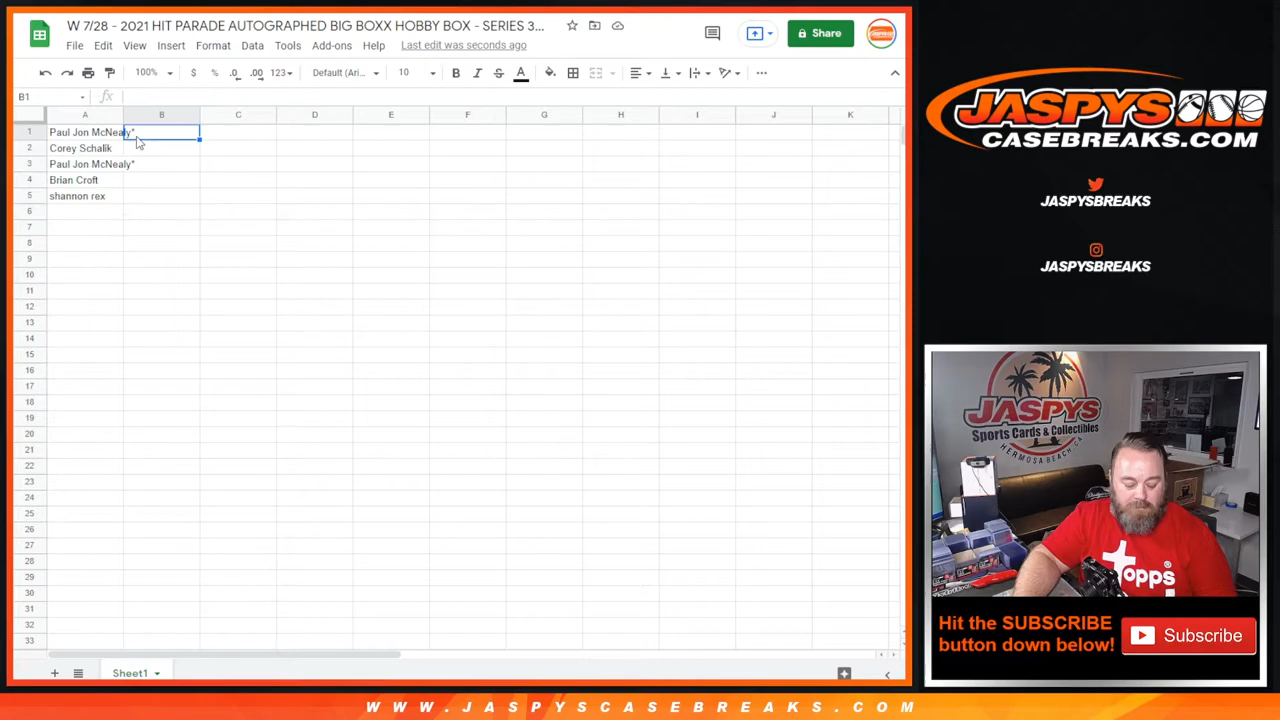 W 7/28 - 2021 HIT PARADE AUTOGRAPHED BIG BOXX HOBBY BOX - SERIES 3...
File Edit View Insert Format Data Tools Add-ons Help Last edit was seconds ago
Share
100% $ % .0 .00 123 Default (Ari... 10 B I S A
B1 fx
A B C D E F G H I J K
1 Paul Jon McNealy*
2 Corey Schalik
3 Paul Jon McNealy*
4 Brian Croft
5 shannon rex
6
7
8
9
10
11
12
13
14
15
16
17
18
19
20
21
22
23
24
25
26
27
28
29
30
31
32
33
Sheet1
JASPYS
CASEBREAKS.COM
JASPYSBREAKS
JASPYSBREAKS
JASPYS
Sports Cards & Collectibles
HERMOSA BEACH, CA
topps
Hit the SUBSCRIBE
button down below!
Subscribe
WWW.JASPYSCASEBREAKS.COM